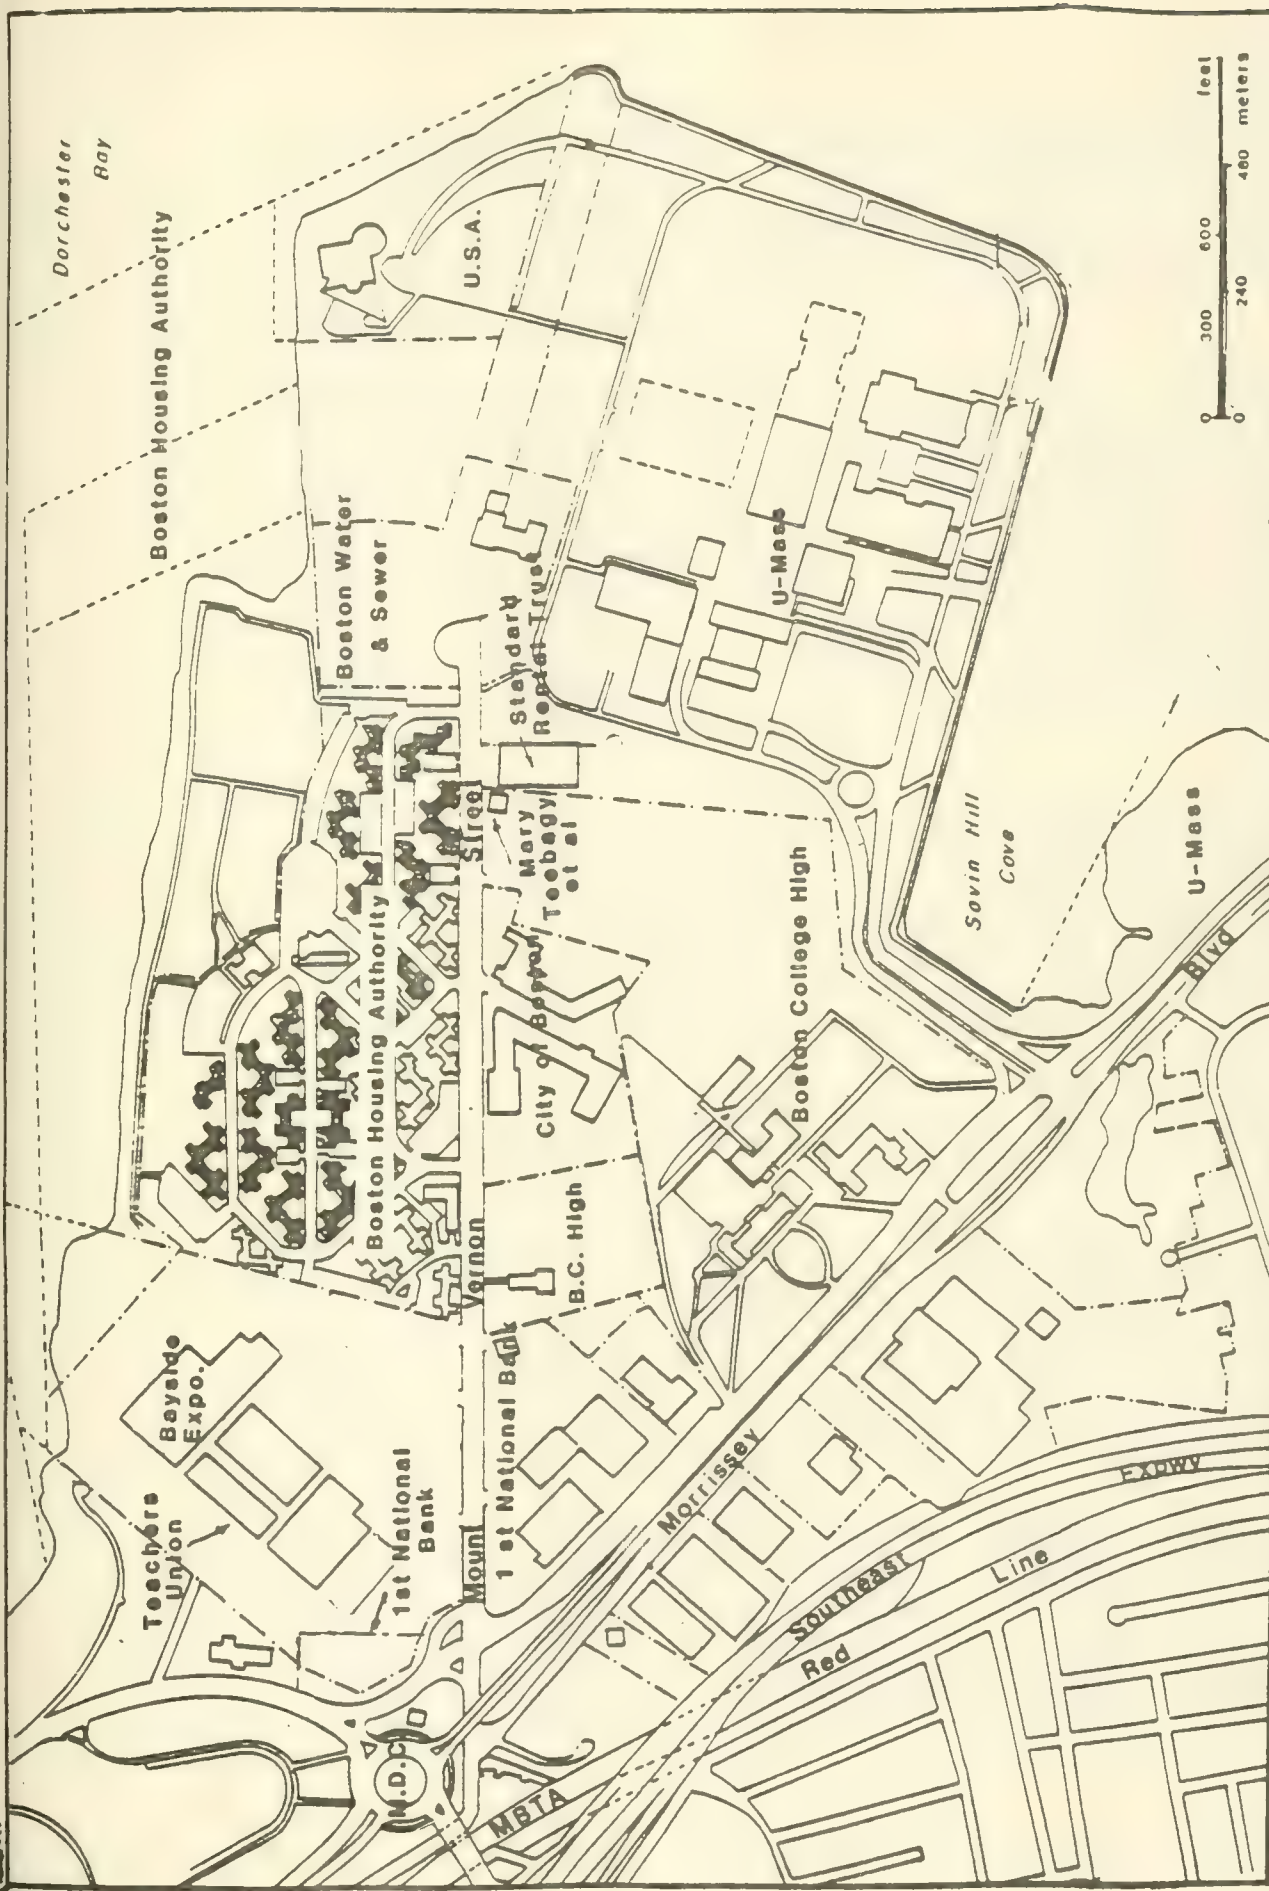 Dorchester
Bay
Boston Housing Authority
U.S.A.
Boston Water
& Sewer
Standard
Rental Trust
U-Mass
Mary
Teebagy
et al
Boston Housing Authority
City of Boston
Boston College High
B.C. High
Bayside
Expo.
Teachers
Union
1st National
Bank
1st National Bank
Mount
Vernon
Street
Savin Hill
Cove
U-Mass
Morrissey
Blvd
Southeast
Expwy
Red
Line
MBTA
M.D.C.
0 300 600 feet
0 240 480 meters